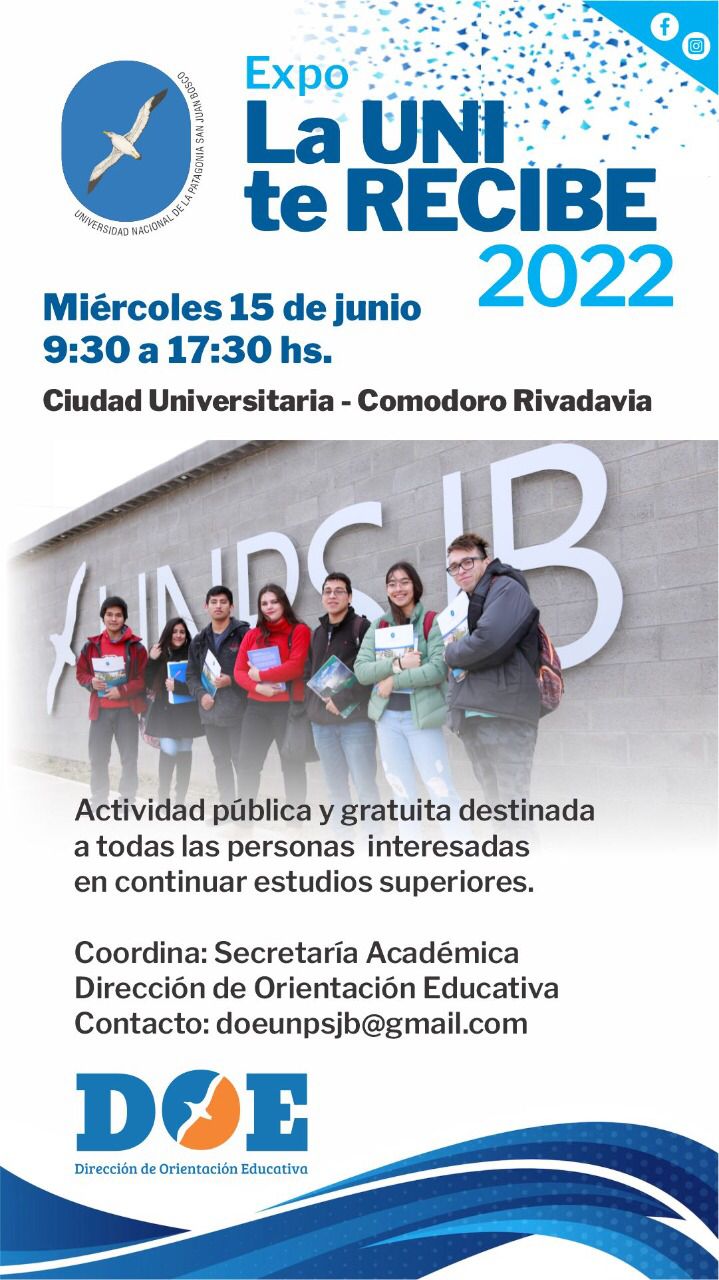 Expo
La UNI
te RECIBE
2022
UNIVERSIDAD NACIONAL DE LA PATAGONIA SAN JUAN BOSCO
Miércoles 15 de junio
9:30 a 17:30 hs.
Ciudad Universitaria - Comodoro Rivadavia
UNPSJB
Actividad pública y gratuita destinada
a todas las personas interesadas
en continuar estudios superiores.
Coordina: Secretaría Académica
Dirección de Orientación Educativa
Contacto: doeunpsjb@gmail.com
DOE
Dirección de Orientación Educativa